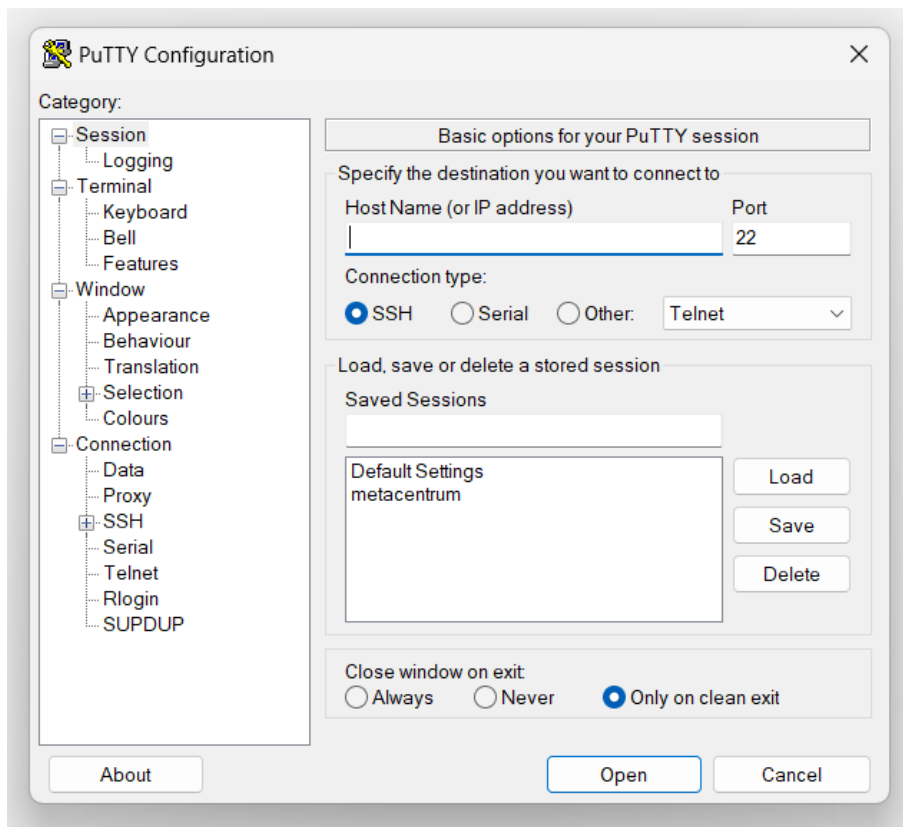 PuTTY Configuration
Category:
Session
Logging
Terminal
Keyboard
Bell
Features
Window
Appearance
Behaviour
Translation
Selection
Colours
Connection
Data
Proxy
SSH
Serial
Telnet
Rlogin
SUPDUP
Basic options for your PuTTY session
Specify the destination you want to connect to
Host Name (or IP address) Port
22
Connection type:
SSH Serial Other: Telnet
Load, save or delete a stored session
Saved Sessions
Default Settings
metacentrum
Load
Save
Delete
Close window on exit:
Always Never Only on clean exit
About Open Cancel